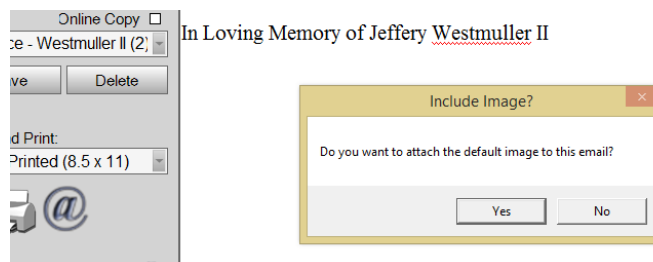 Online Copy
In Loving Memory of Jeffery Westmuller II
ce - Westmuller II (2)
ve Delete
Include Image?
d Print:
Do you want to attach the default image to this email?
Printed (8.5 x 11)
@
Yes No